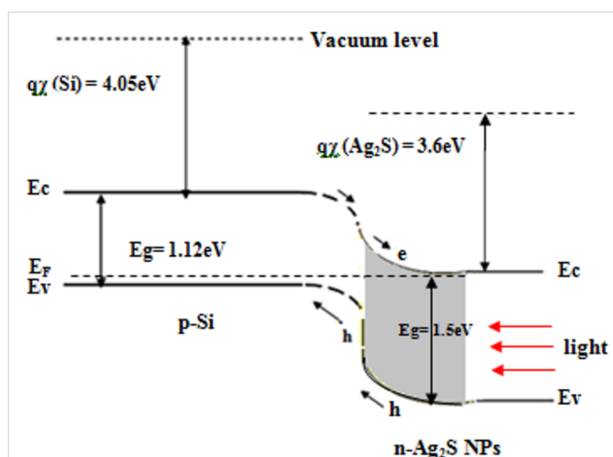 Vacuum level
qχ (Si) = 4.05eV
qχ (Ag₂S) = 3.6eV
Ec
Eg= 1.12eV
e
E_F
Ev
Ec
p-Si
h
Eg= 1.5eV
light
h
Ev
n-Ag₂S NPs